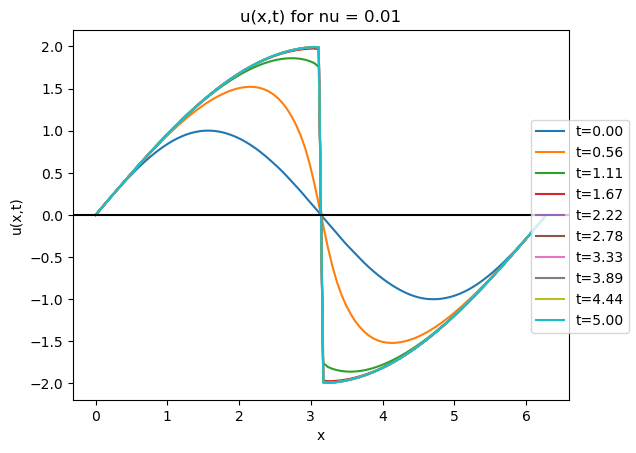 u(x,t) for nu = 0.01
u(x,t)
2.0
1.5
1.0
0.5
0.0
−0.5
−1.0
−1.5
−2.0
0 1 2 3 4 5 6
x
t=0.00
t=0.56
t=1.11
t=1.67
t=2.22
t=2.78
t=3.33
t=3.89
t=4.44
t=5.00